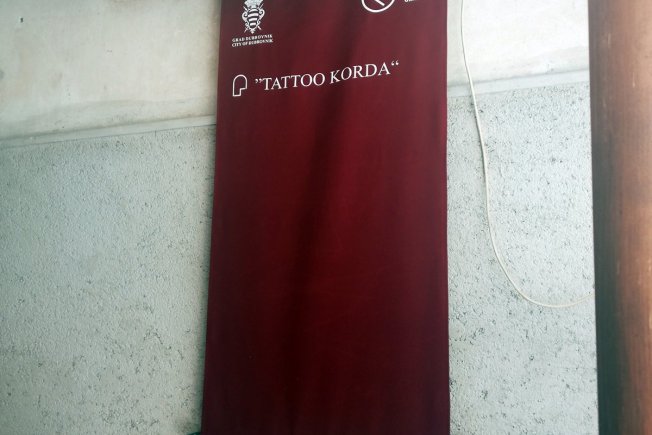 GRAD DUBROVNIK
CITY OF DUBROVNIK
”TATTOO KORDA“